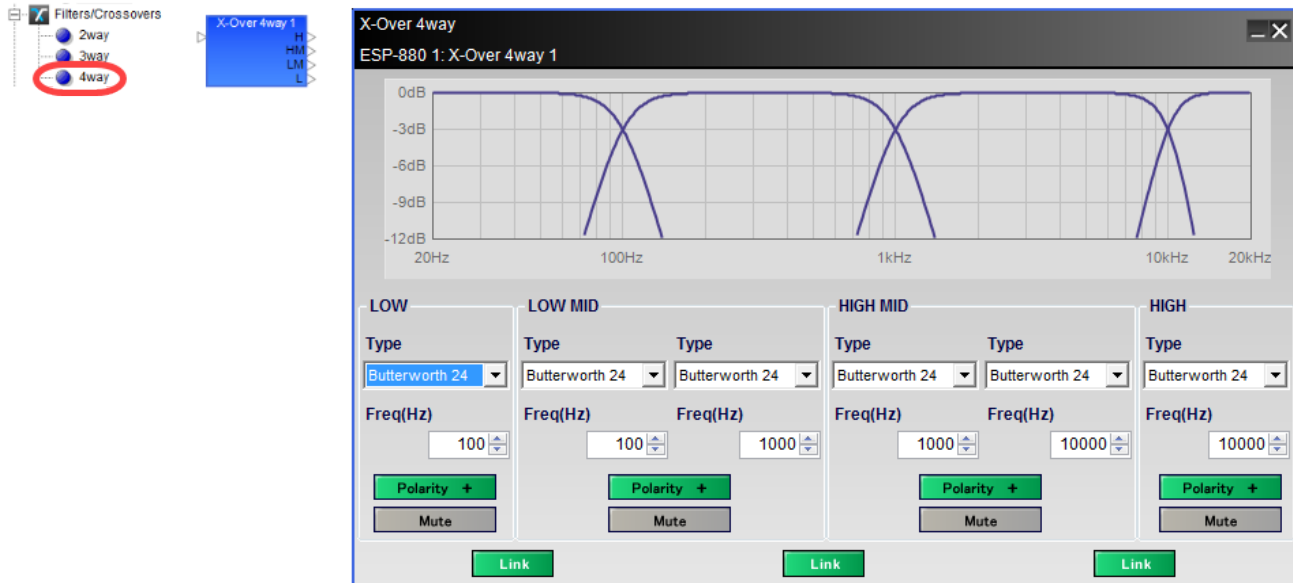 Filters/Crossovers
2way
3way
4way
X-Over 4way 1
H
HM
LM
L
X-Over 4way
ESP-880 1: X-Over 4way 1
0dB
-3dB
-6dB
-9dB
-12dB
20Hz 100Hz 1kHz 10kHz 20kHz
LOW LOW MID HIGH MID HIGH
Type Type Type Type Type Type
Butterworth 24 Butterworth 24 Butterworth 24 Butterworth 24 Butterworth 24 Butterworth 24
Freq(Hz) Freq(Hz) Freq(Hz) Freq(Hz) Freq(Hz) Freq(Hz)
100 100 1000 1000 10000 10000
Polarity + Polarity + Polarity + Polarity +
Mute Mute Mute Mute
Link Link Link